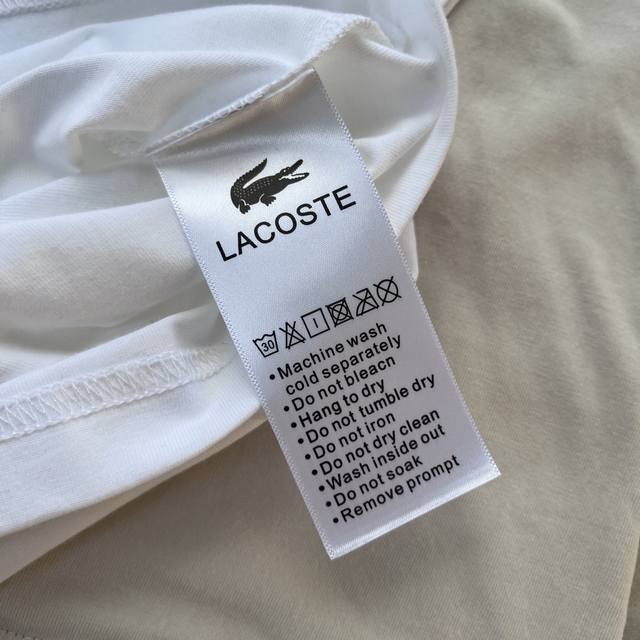 LACOSTE
30
• Machine wash
cold separately
• Do not bleacn
• Hang to dry
• Do not tumble dry
• Do not iron
• Do not dry clean
• Wash inside out
• Do not soak
• Remove prompt